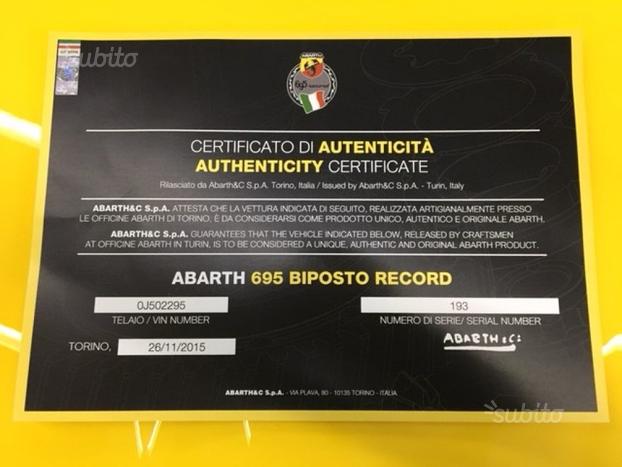 subito
ABARTH
695
CERTIFICATO DI AUTENTICITÀ
AUTHENTICITY CERTIFICATE
Rilasciato da Abarth&C S.p.A. Torino, Italia / Issued by Abarth&C S.p.A. - Turin, Italy
ABARTH&C S.p.A. ATTESTA CHE LA VETTURA INDICATA DI SEGUITO, REALIZZATA ARTIGIANALMENTE PRESSO
LE OFFICINE ABARTH DI TORINO, È DA CONSIDERARSI COME PRODOTTO UNICO, AUTENTICO E ORIGINALE ABARTH.
ABARTH&C S.p.A. GUARANTEES THAT THE VEHICLE INDICATED BELOW, RELEASED BY CRAFTSMEN
AT OFFICINE ABARTH IN TURIN, IS TO BE CONSIDERED A UNIQUE, AUTHENTIC AND ORIGINAL ABARTH PRODUCT.
ABARTH 695 BIPOSTO RECORD
0J502295
193
TELAIO / VIN NUMBER
NUMERO DI SERIE/ SERIAL NUMBER
TORINO, 26/11/2015
ABARTH & C.
ABARTH&C S.p.A. - VIA PLAVA, 80 - 10135 TORINO - ITALIA.
subito